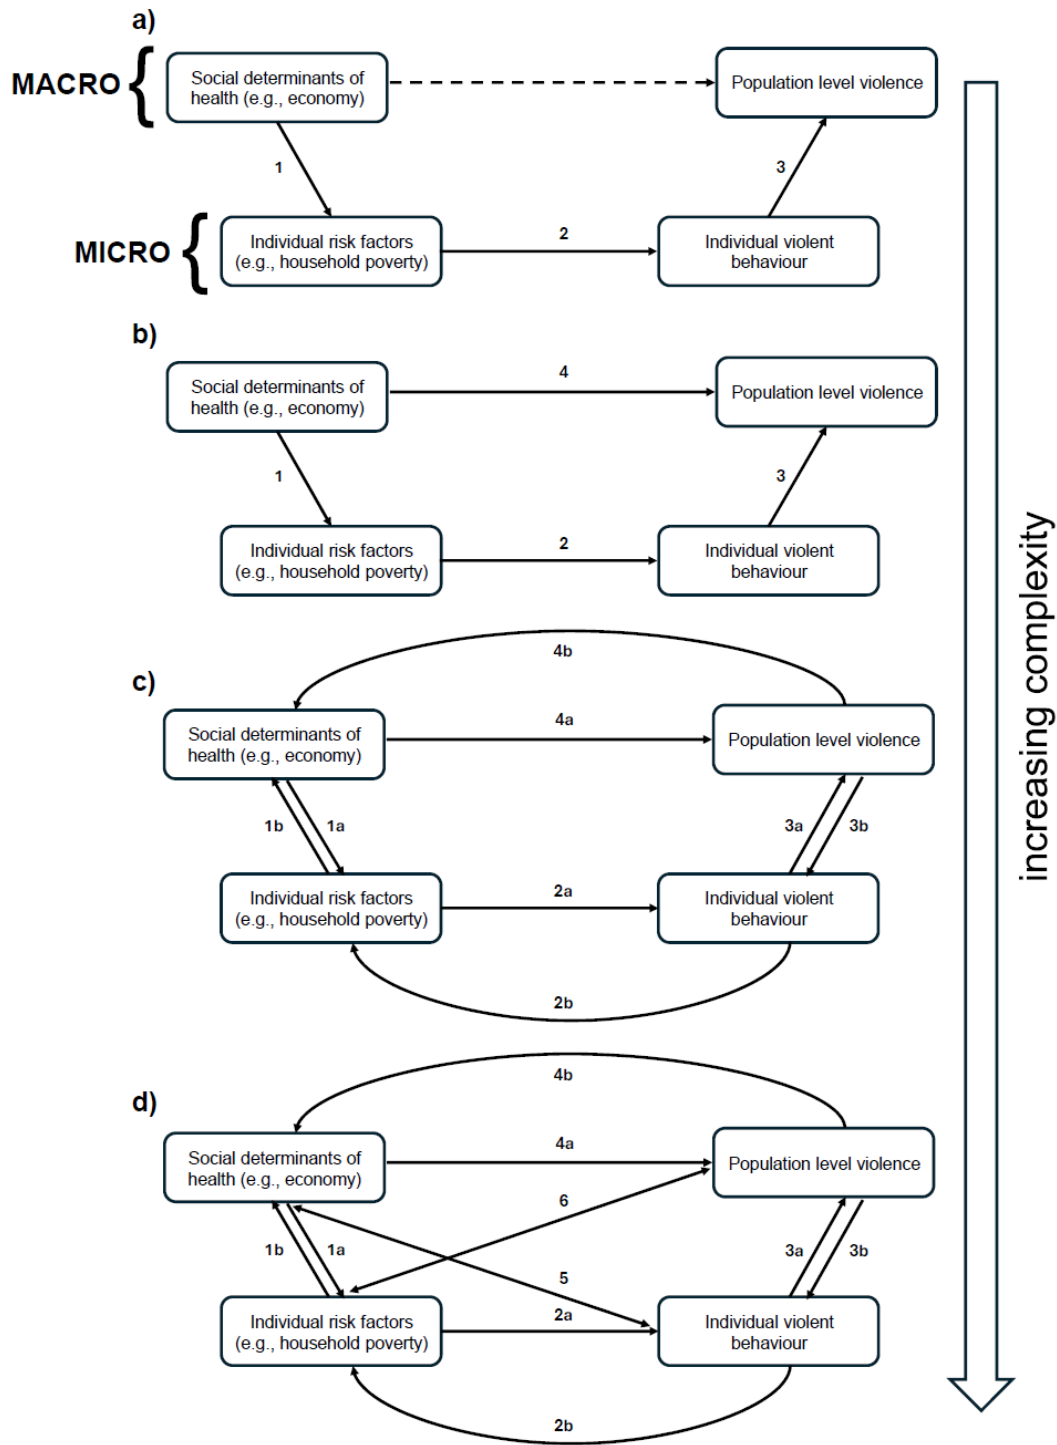 a)
MACRO {
Social determinants of
health (e.g., economy)
Population level violence
1
3
MICRO {
Individual risk factors
(e.g., household poverty)
2
Individual violent
behaviour
b)
Social determinants of
health (e.g., economy)
4
Population level violence
1
3
Individual risk factors
(e.g., household poverty)
2
Individual violent
behaviour
4b
c)
Social determinants of
health (e.g., economy)
4a
Population level violence
1b
1a
3a
3b
Individual risk factors
(e.g., household poverty)
2a
Individual violent
behaviour
2b
4b
d)
Social determinants of
health (e.g., economy)
4a
Population level violence
6
1b
1a
3a
3b
5
Individual risk factors
(e.g., household poverty)
2a
Individual violent
behaviour
2b
increasing complexity